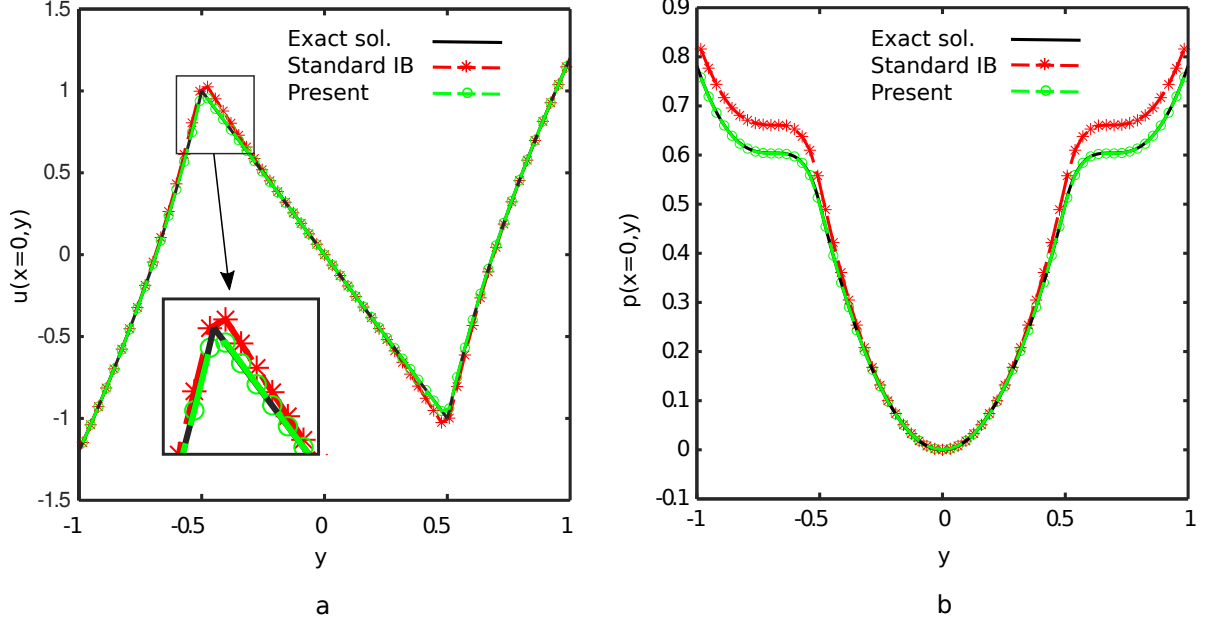 1.5
1
0.5
0
-0.5
-1
-1.5
u(x=0,y)
Exact sol.
Standard IB
Present
-1
-0.5
0
0.5
1
y
a
0.9
0.8
0.7
0.6
0.5
0.4
0.3
0.2
0.1
0
-0.1
p(x=0,y)
Exact sol.
Standard IB
Present
-1
-0.5
0
0.5
1
y
b